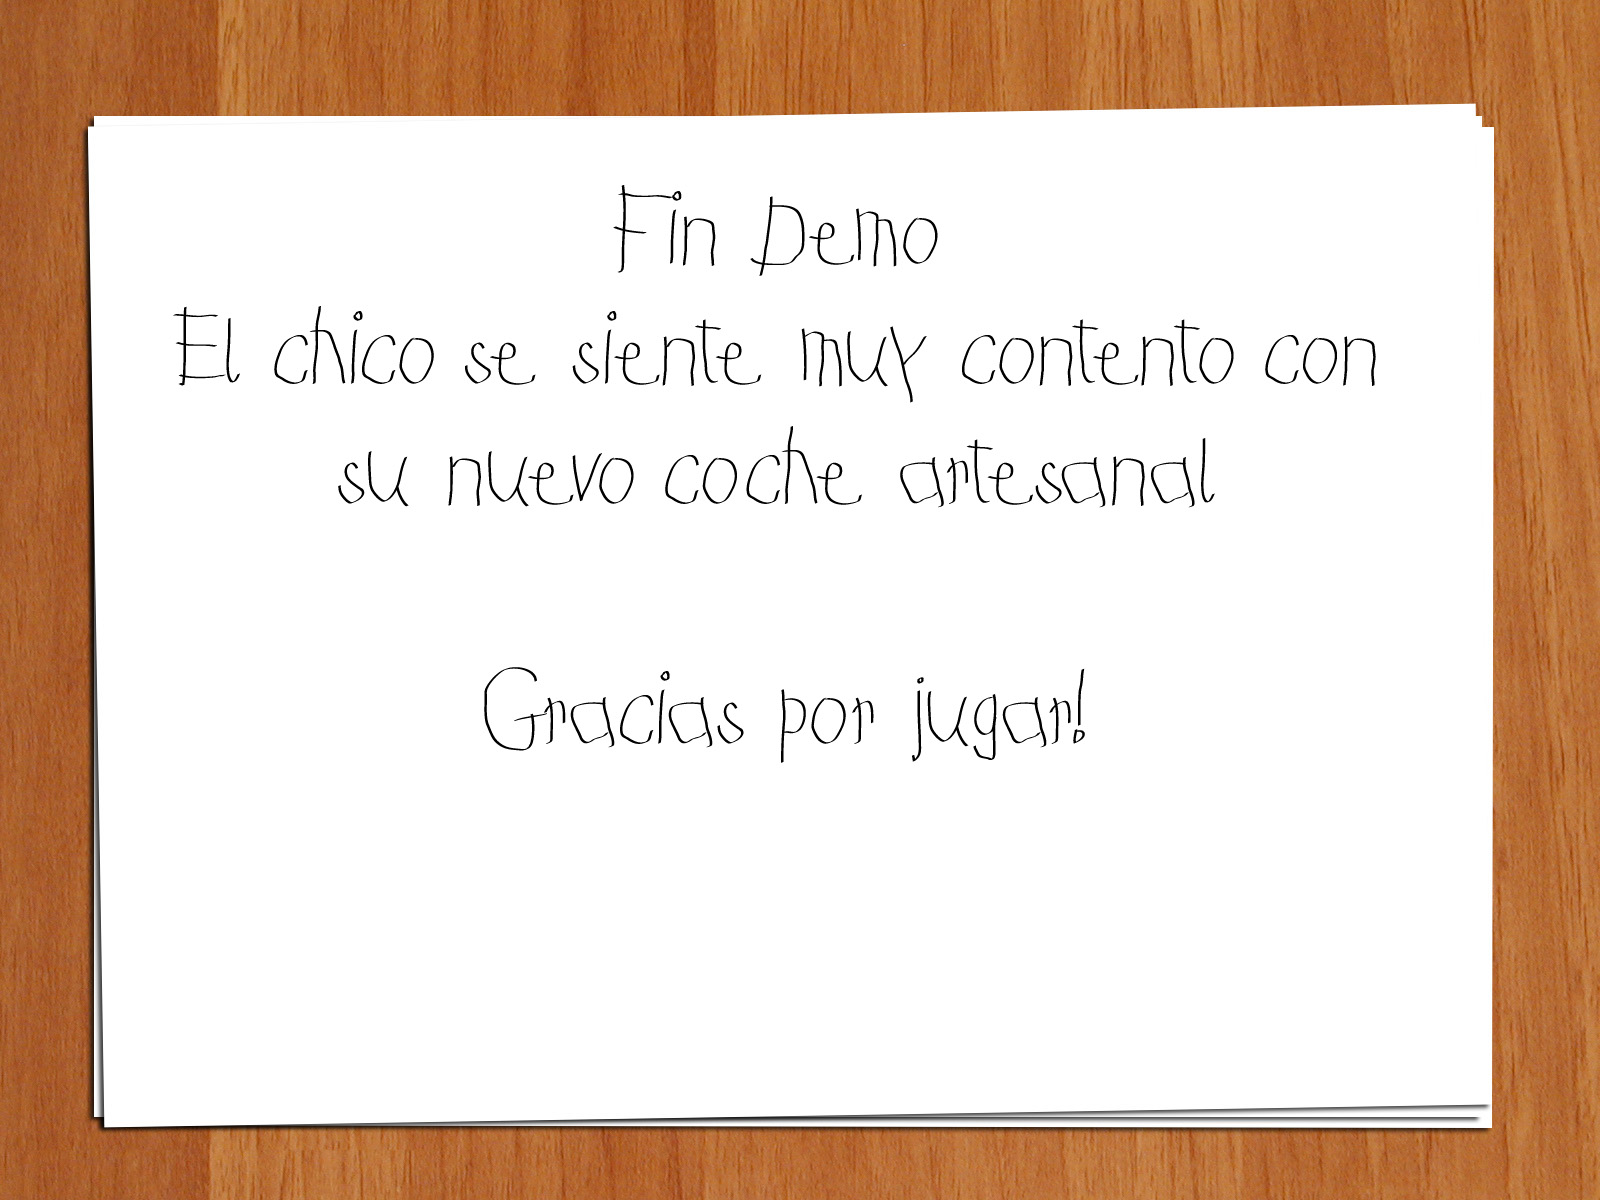 Fin Demo
El chico se siente muy contento con
su nuevo coche artesanal
Gracias por jugar!